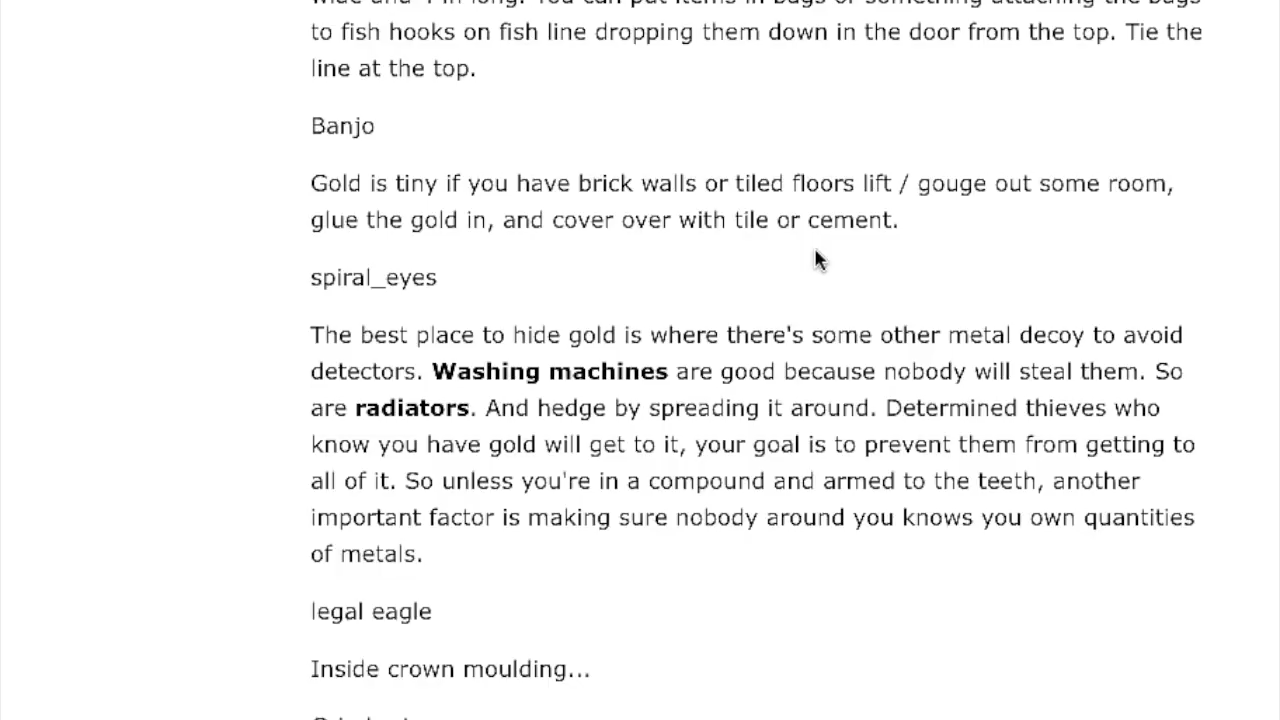 to fish hooks on fish line dropping them down in the door from the top. Tie the
line at the top.
Banjo
Gold is tiny if you have brick walls or tiled floors lift / gouge out some room,
glue the gold in, and cover over with tile or cement.
spiral_eyes
The best place to hide gold is where there's some other metal decoy to avoid
detectors. Washing machines are good because nobody will steal them. So
are radiators. And hedge by spreading it around. Determined thieves who
know you have gold will get to it, your goal is to prevent them from getting to
all of it. So unless you're in a compound and armed to the teeth, another
important factor is making sure nobody around you knows you own quantities
of metals.
legal eagle
Inside crown moulding...